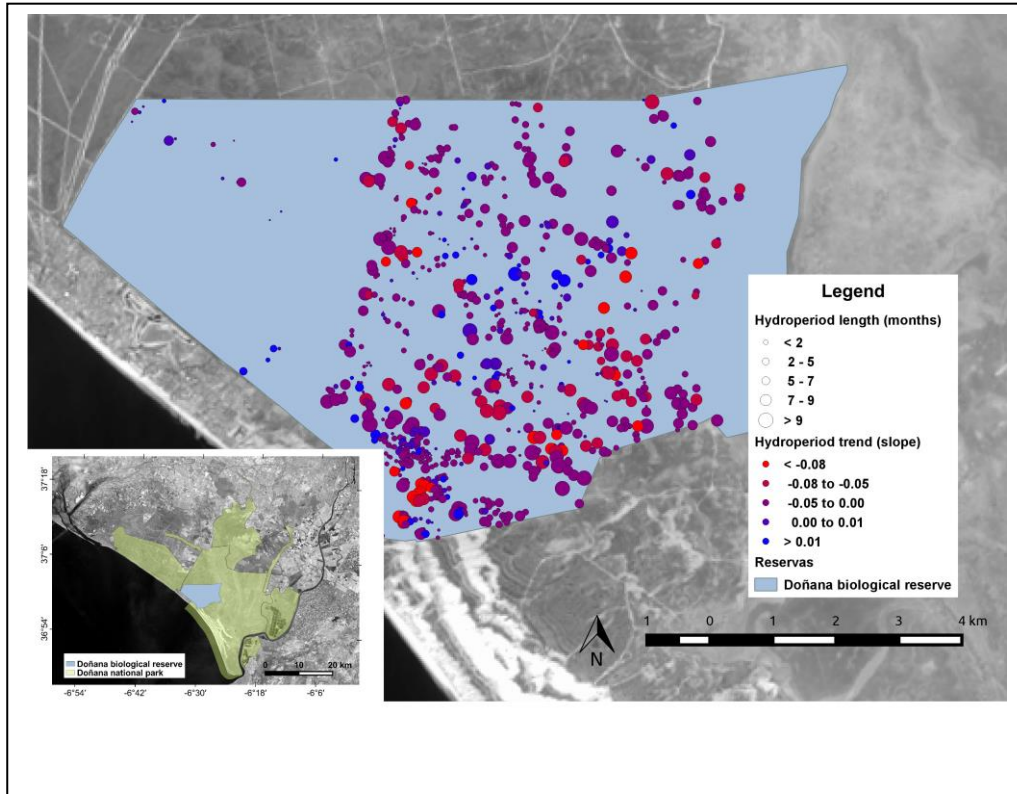 Legend
Hydroperiod length (months)
< 2
2 - 5
5 - 7
7 - 9
> 9
Hydroperiod trend (slope)
< -0.08
-0.08 to -0.05
-0.05 to 0.00
0.00 to 0.01
> 0.01
Reservas
Doñana biological reserve
1 0 1 2 3 4 km
N
37°18'
37°6'
36°54'
Doñana biological reserve
Doñana national park
0 10 20 km
-6°54' -6°42' -6°30' -6°18' -6°6'